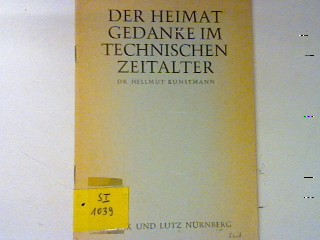 DER HEIMAT
GEDANKE IM
TECHNISCHEN
ZEITALTER
DR. HELLMUT KUNSTMANN
SI
1039
UND LUTZ NÜRNBERG